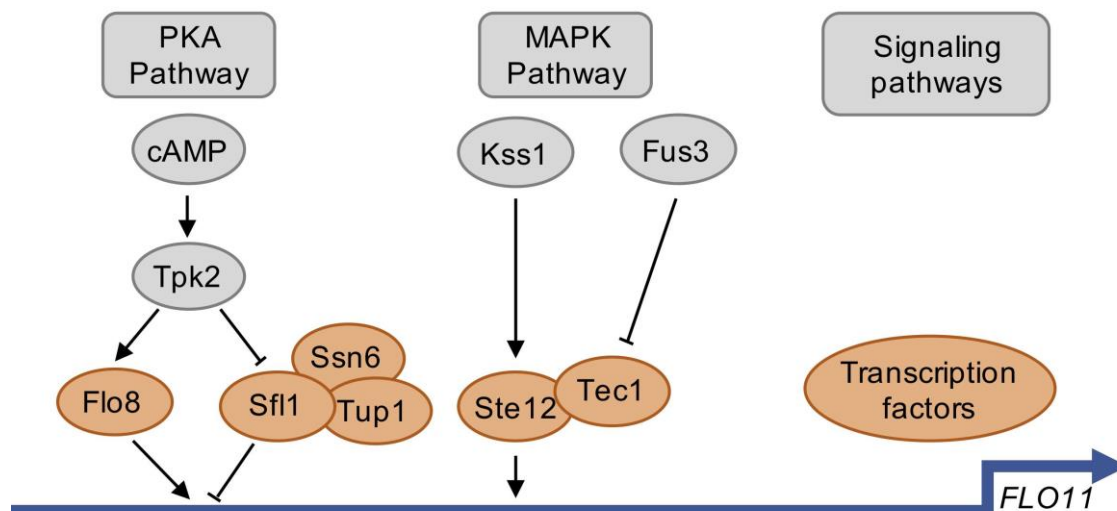 PKA
Pathway
MAPK
Pathway
Signaling
pathways
cAMP
Kss1
Fus3
Tpk2
Ssn6
Flo8
Sfl1
Tup1
Ste12
Tec1
Transcription
factors
FLO11